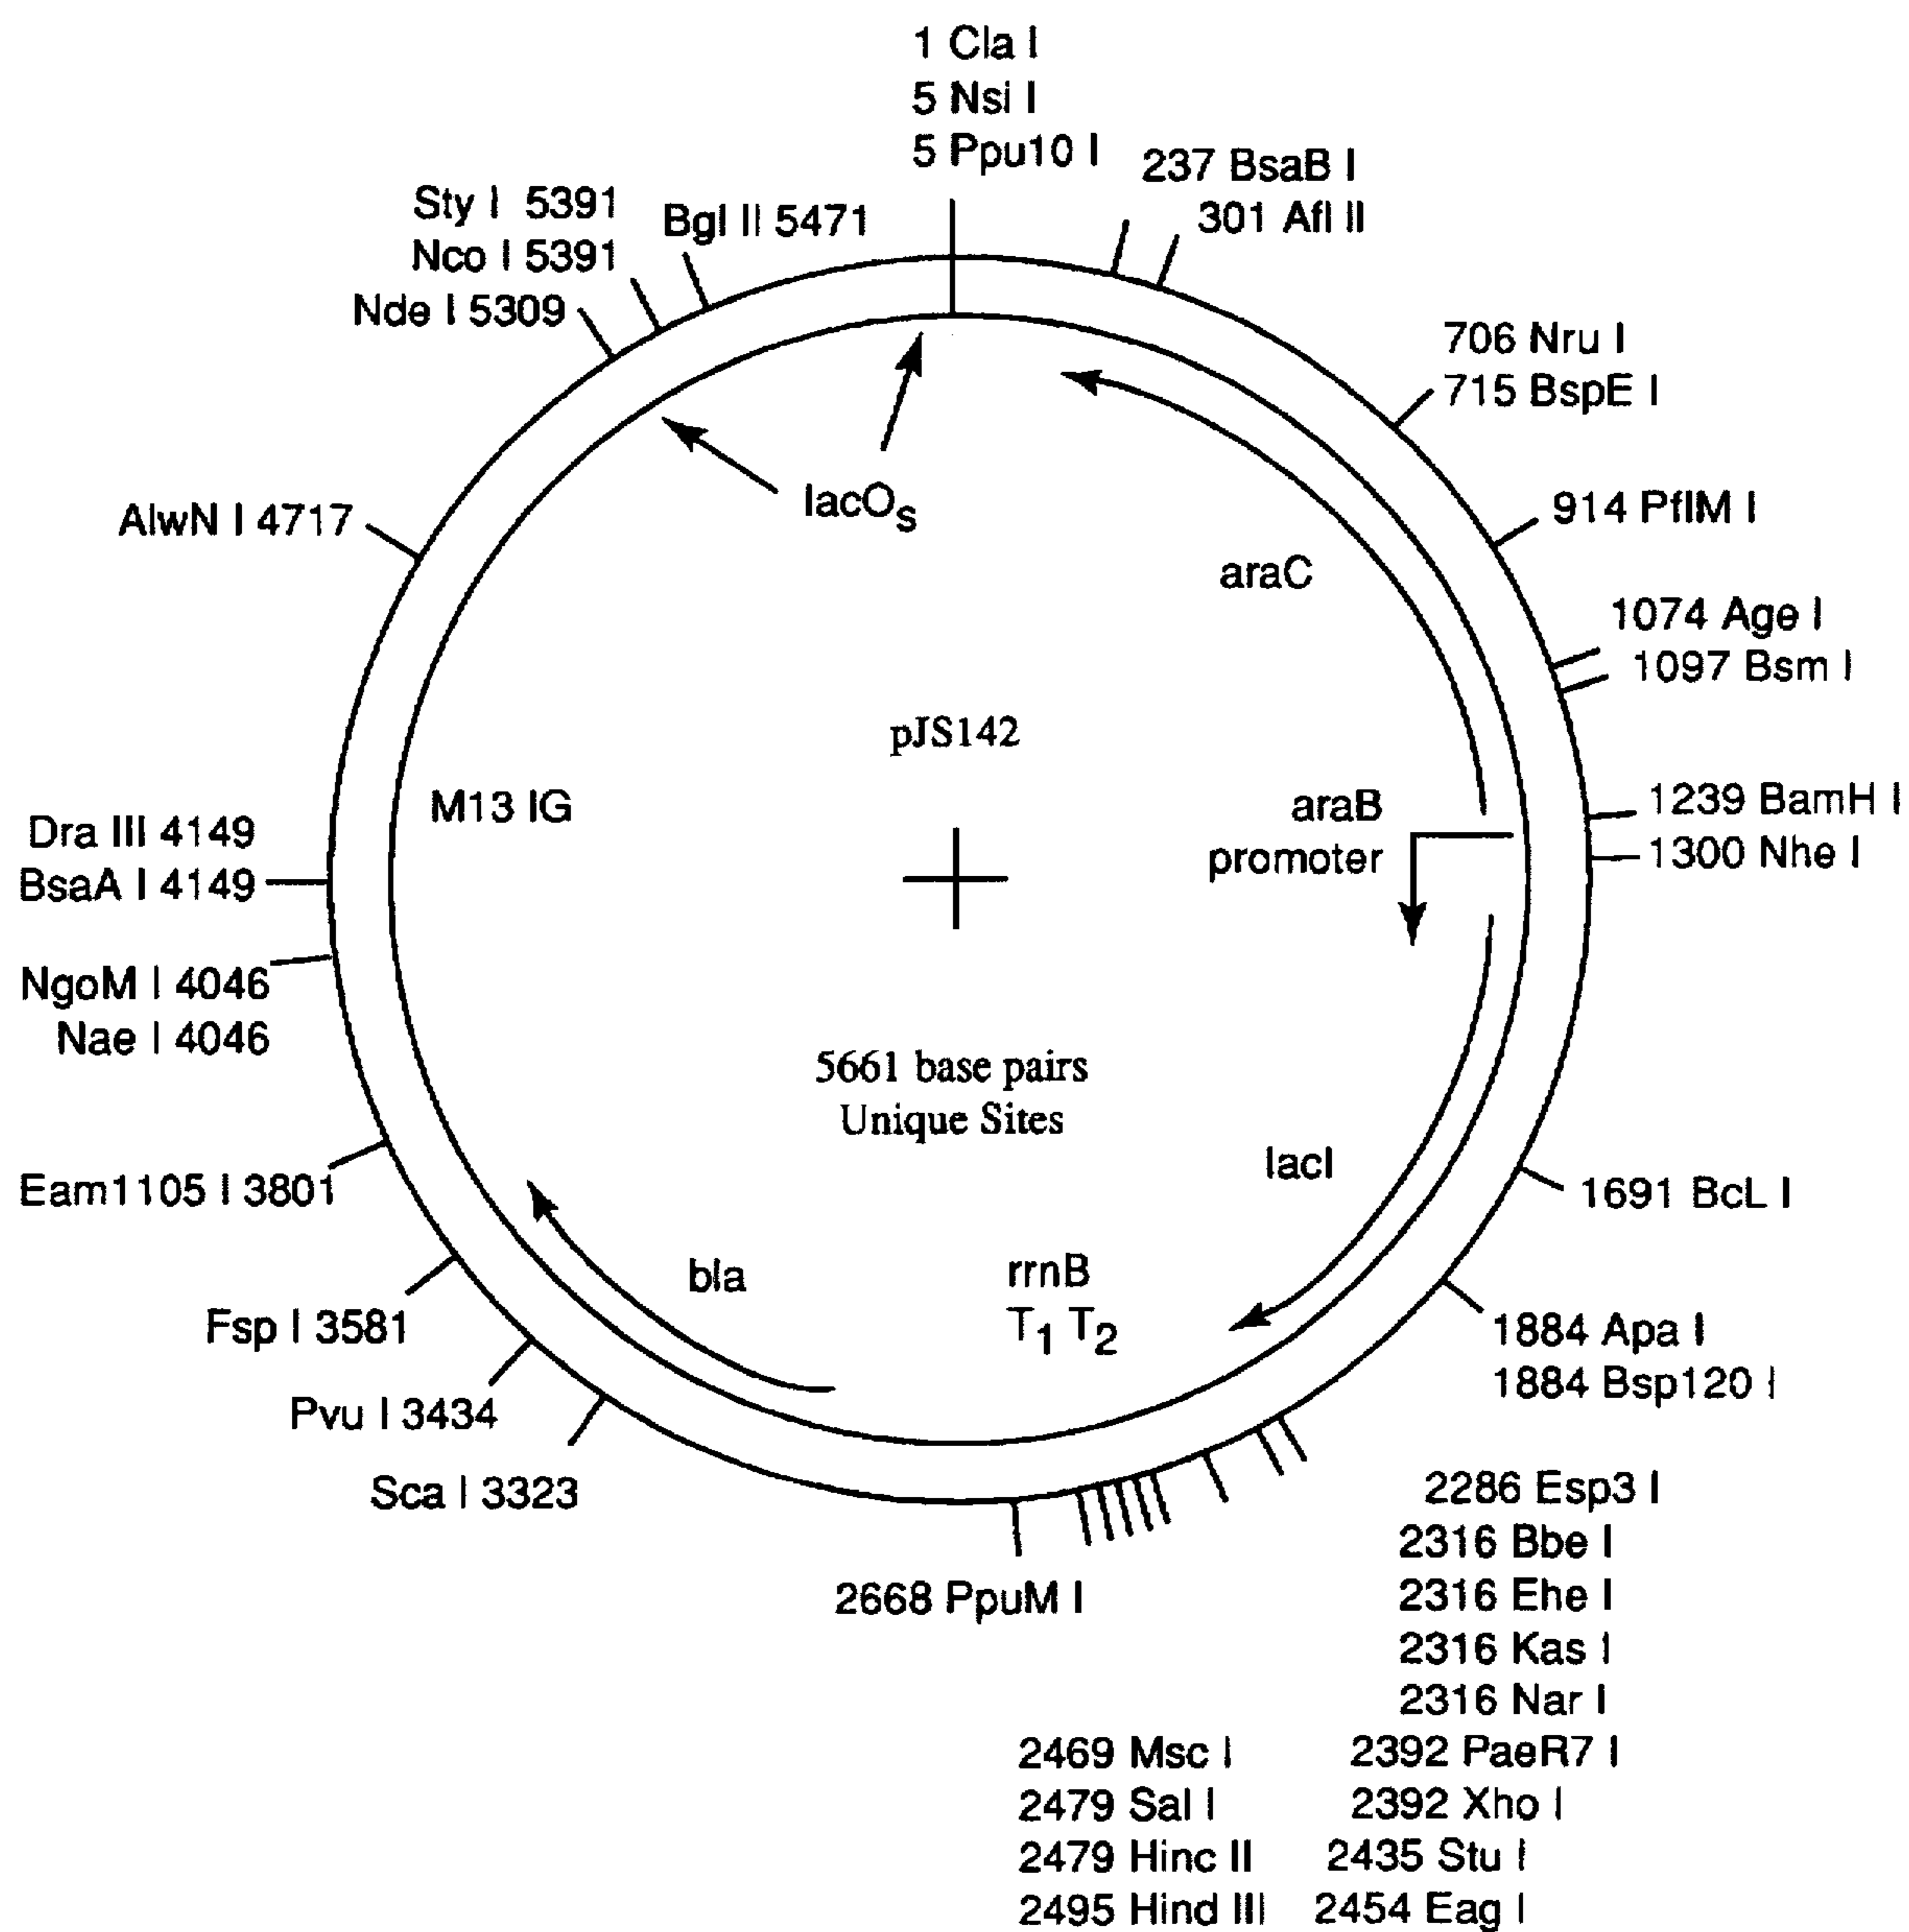 1 Cla I
5 Nsi I
5 Ppu10 I
237 BsaB I
301 Afl II
706 Nru I
715 BspE I
914 PflM I
1074 Age I
1097 Bsm I
1239 BamH I
1300 Nhe I
1691 BcL I
1884 Apa I
1884 Bsp120 I
2286 Esp3 I
2316 Bbe I
2316 Ehe I
2316 Kas I
2316 Nar I
2392 PaeR7 I
2392 Xho I
2435 Stu I
2454 Eag I
2469 Msc I
2479 Sal I
2479 Hinc II
2495 Hind III
2668 PpuM I
Sca I 3323
Pvu I 3434
Fsp I 3581
Eam1105 I 3801
NgoM I 4046
Nae I 4046
Dra III 4149
BsaA I 4149
AlwN I 4717
Nde I 5309
Sty I 5391
Nco I 5391
Bgl II 5471
lacOs
araC
pJS142
araB
promoter
M13 IG
5661 base pairs
Unique Sites
lacI
rrnB
T1 T2
bla